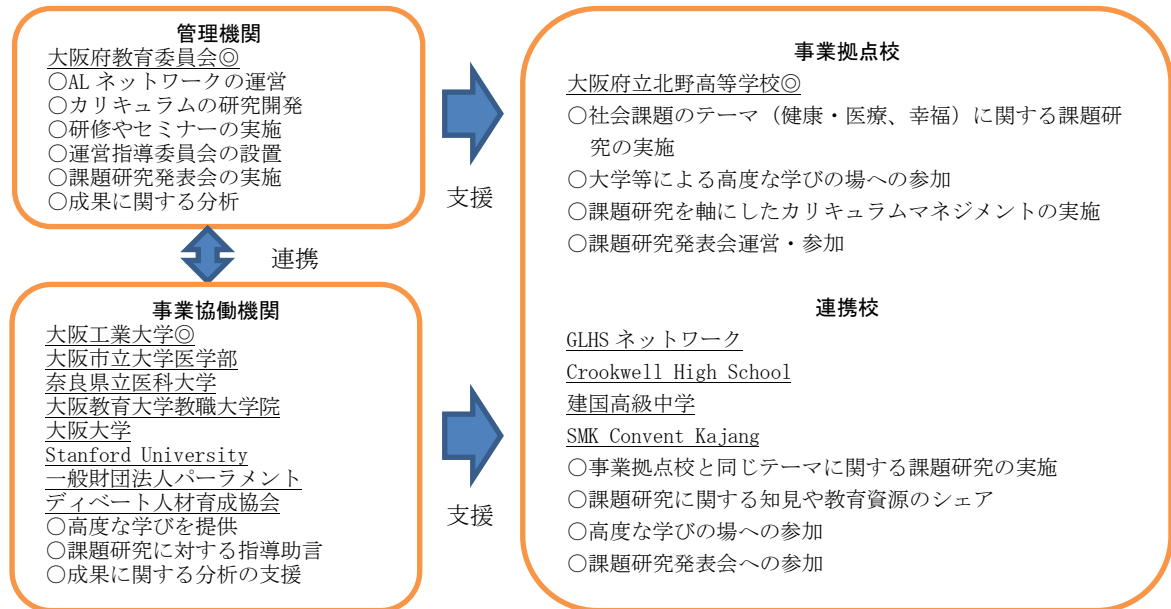 管理機関
大阪府教育委員会◎
○AL ネットワークの運営
○カリキュラムの研究開発
○研修やセミナーの実施
○運営指導委員会の設置
○課題研究発表会の実施
○成果に関する分析
支援
連携
事業協働機関
大阪工業大学◎
大阪市立大学医学部
奈良県立医科大学
大阪教育大学教職大学院
大阪大学
Stanford University
一般財団法人パーラメント
ディベート人材育成協会
○高度な学びを提供
○課題研究に対する指導助言
○成果に関する分析の支援
支援
事業拠点校
大阪府立北野高等学校◎
○社会課題のテーマ（健康・医療、幸福）に関する課題研
究の実施
○大学等による高度な学びの場への参加
○課題研究を軸にしたカリキュラムマネジメントの実施
○課題研究発表会運営・参加
連携校
GLHS ネットワーク
Crookwell High School
建国高級中学
SMK Convent Kajang
○事業拠点校と同じテーマに関する課題研究の実施
○課題研究に関する知見や教育資源のシェア
○高度な学びの場への参加
○課題研究発表会への参加